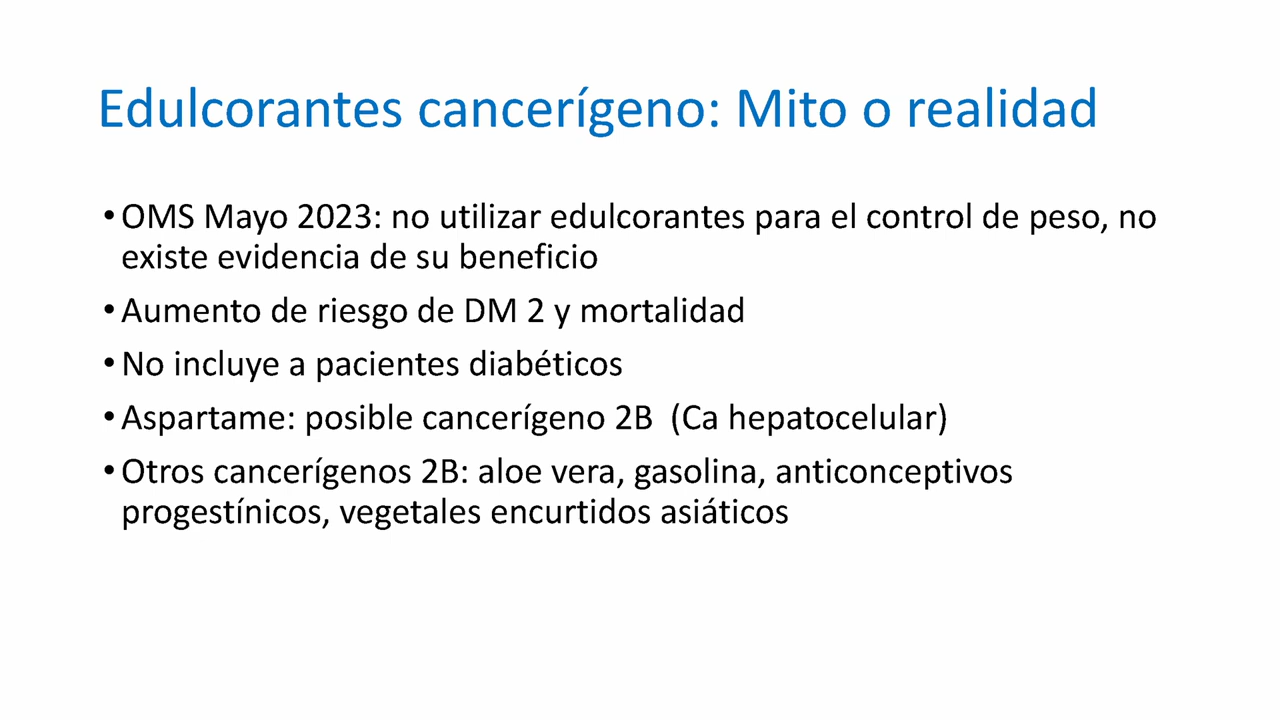 Edulcorantes cancerígeno: Mito o realidad
•OMS Mayo 2023: no utilizar edulcorantes para el control de peso, no
existe evidencia de su beneficio
•Aumento de riesgo de DM 2 y mortalidad
•No incluye a pacientes diabéticos
•Aspartame: posible cancerígeno 2B (Ca hepatocelular)
•Otros cancerígenos 2B: aloe vera, gasolina, anticonceptivos
progestínicos, vegetales encurtidos asiáticos